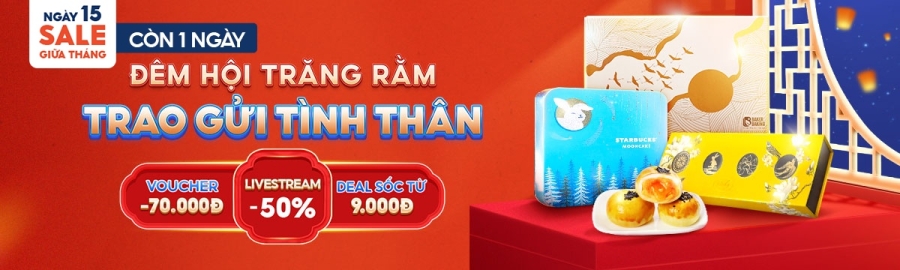 NGÀY 15
SALE
GIỮA THÁNG
CÒN 1 NGÀY
ĐÊM HỘI TRĂNG RẰM
TRAO GỬI TÌNH THÂN
VOUCHER
-70.000Đ
LIVESTREAM
-50%
DEAL SỐC TỪ
9.000Đ
STARBUCKS
MOONCAKE